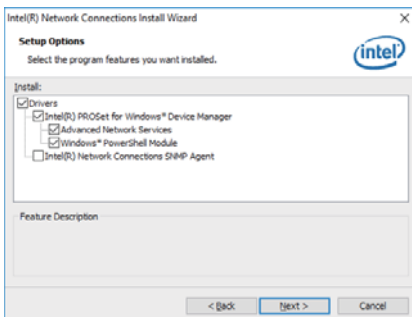 Intel(R) Network Connections Install Wizard
Setup Options
Select the program features you want installed.
intel
Install:
Drivers
Intel(R) PROSet for Windows* Device Manager
Advanced Network Services
Windows* PowerShell Module
Intel(R) Network Connections SNMP Agent
Feature Description
< Back
Next >
Cancel